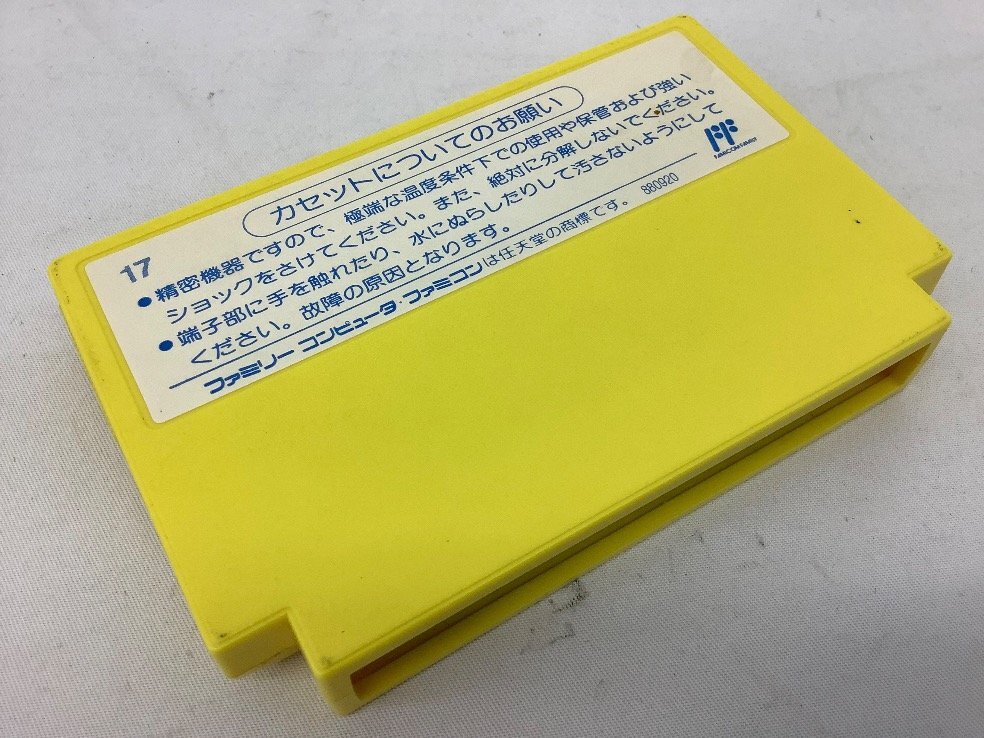 カセットについてのお願い
17
●精密機器ですので、極端な温度条件下での使用や保管および強い
ショックをさけてください。また、絶対に分解しないでください。
●端子部に手を触れたり、水にぬらしたりして汚さないようにして
ください。故障の原因となります。
FAMICOM FAMILY
880920
ファミリーコンピュータ・ファミコンは任天堂の商標です。